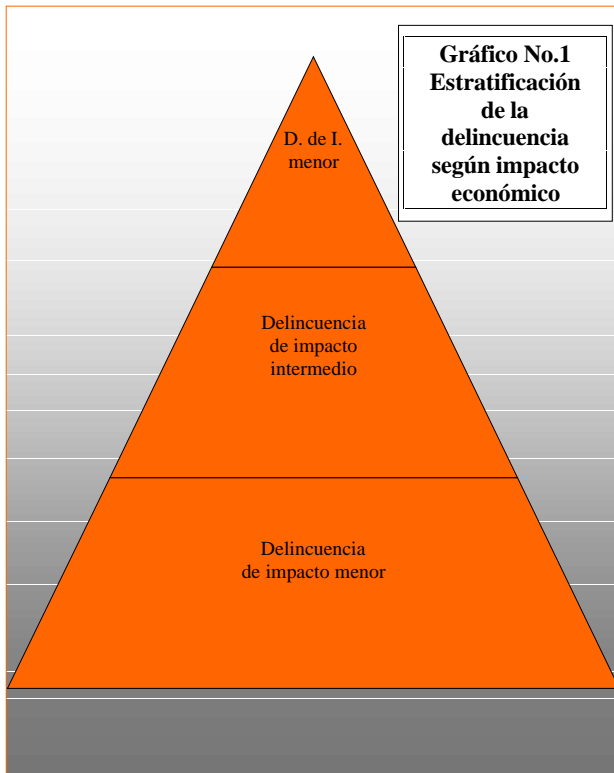 Gráfico No.1
Estratificación
de la
delincuencia
según impacto
económico
D. de I.
menor
Delincuencia
de impacto
intermedio
Delincuencia
de impacto menor